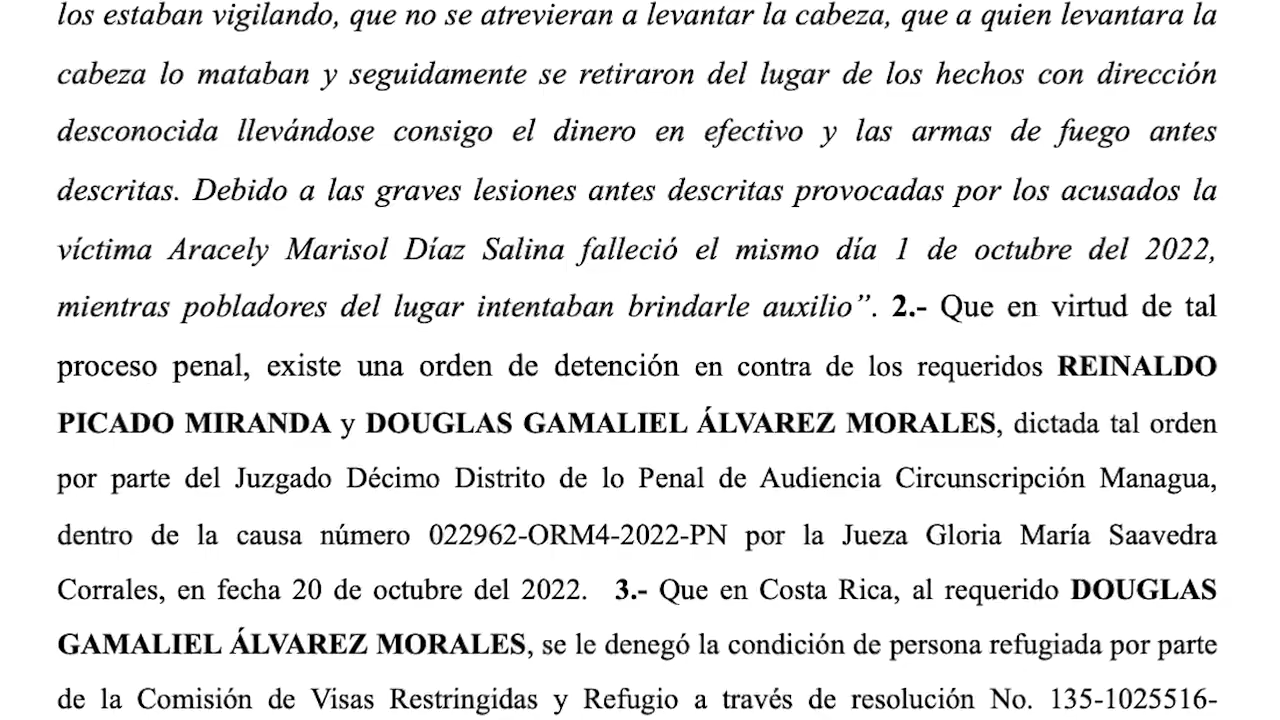 los estaban vigilando, que no se atrevieran a levantar la cabeza, que a quien levantara la
cabeza lo mataban y seguidamente se retiraron del lugar de los hechos con dirección
desconocida llevándose consigo el dinero en efectivo y las armas de fuego antes
descritas. Debido a las graves lesiones antes descritas provocadas por los acusados la
víctima Aracely Marisol Díaz Salina falleció el mismo día 1 de octubre del 2022,
mientras pobladores del lugar intentaban brindarle auxilio”. 2.- Que en virtud de tal
proceso penal, existe una orden de detención en contra de los requeridos REINALDO
PICADO MIRANDA y DOUGLAS GAMALIEL ÁLVAREZ MORALES, dictada tal orden
por parte del Juzgado Décimo Distrito de lo Penal de Audiencia Circunscripción Managua,
dentro de la causa número 022962-ORM4-2022-PN por la Jueza Gloria María Saavedra
Corrales, en fecha 20 de octubre del 2022. 3.- Que en Costa Rica, al requerido DOUGLAS
GAMALIEL ÁLVAREZ MORALES, se le denegó la condición de persona refugiada por parte
de la Comisión de Visas Restringidas y Refugio a través de resolución No. 135-1025516-